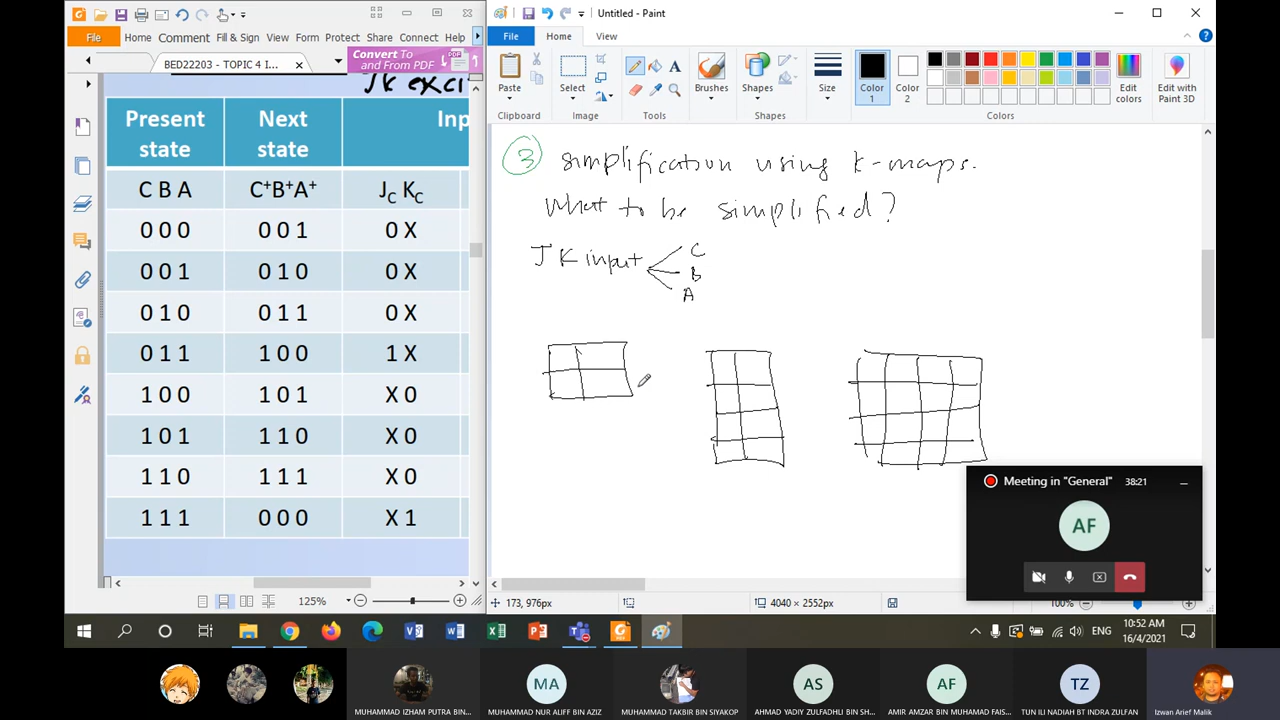 Untitled - Paint
File Home Comment Fill & Sign View Form Protect Share Help
BED22203 - TOPIC 4 I...
Convert To
and From PDF
File Home View
Paste
Select
Brushes
Shapes
Size
Color
1
Color
2
Edit
colors
Edit with
Paint 3D
Clipboard
Image
Tools
Shapes
Colors
JK exci
Present
state
Next
state
Inp
C B A
C+B+A+
JC KC
0 0 0
0 0 1
0 X
0 0 1
0 1 0
0 X
0 1 0
0 1 1
0 X
0 1 1
1 0 0
1 X
1 0 0
1 0 1
X 0
1 0 1
1 1 0
X 0
1 1 0
1 1 1
X 0
1 1 1
0 0 0
X 1
125%
3 simplification using k-maps.
What to be simplified?
JK input
C
B
A
Meeting in "General"
38:21
AF
173, 976px
4040 × 2552px
100%
ENG
10:52 AM
16/4/2021
MUHAMMAD IZHAM PUTRA BIN...
MA
MUHAMMAD NUR ALIFF BIN AZIZ
MUHAMMAD TAKBIR BIN SIYAKOP
AS
AHMAD YADIY ZULFADHLI BIN SH...
AF
AMIR AMZAR BIN MUHAMAD FAIS...
TZ
TUN ILI NADIAH BT INDRA ZULFAN
Izwan Arief Malik